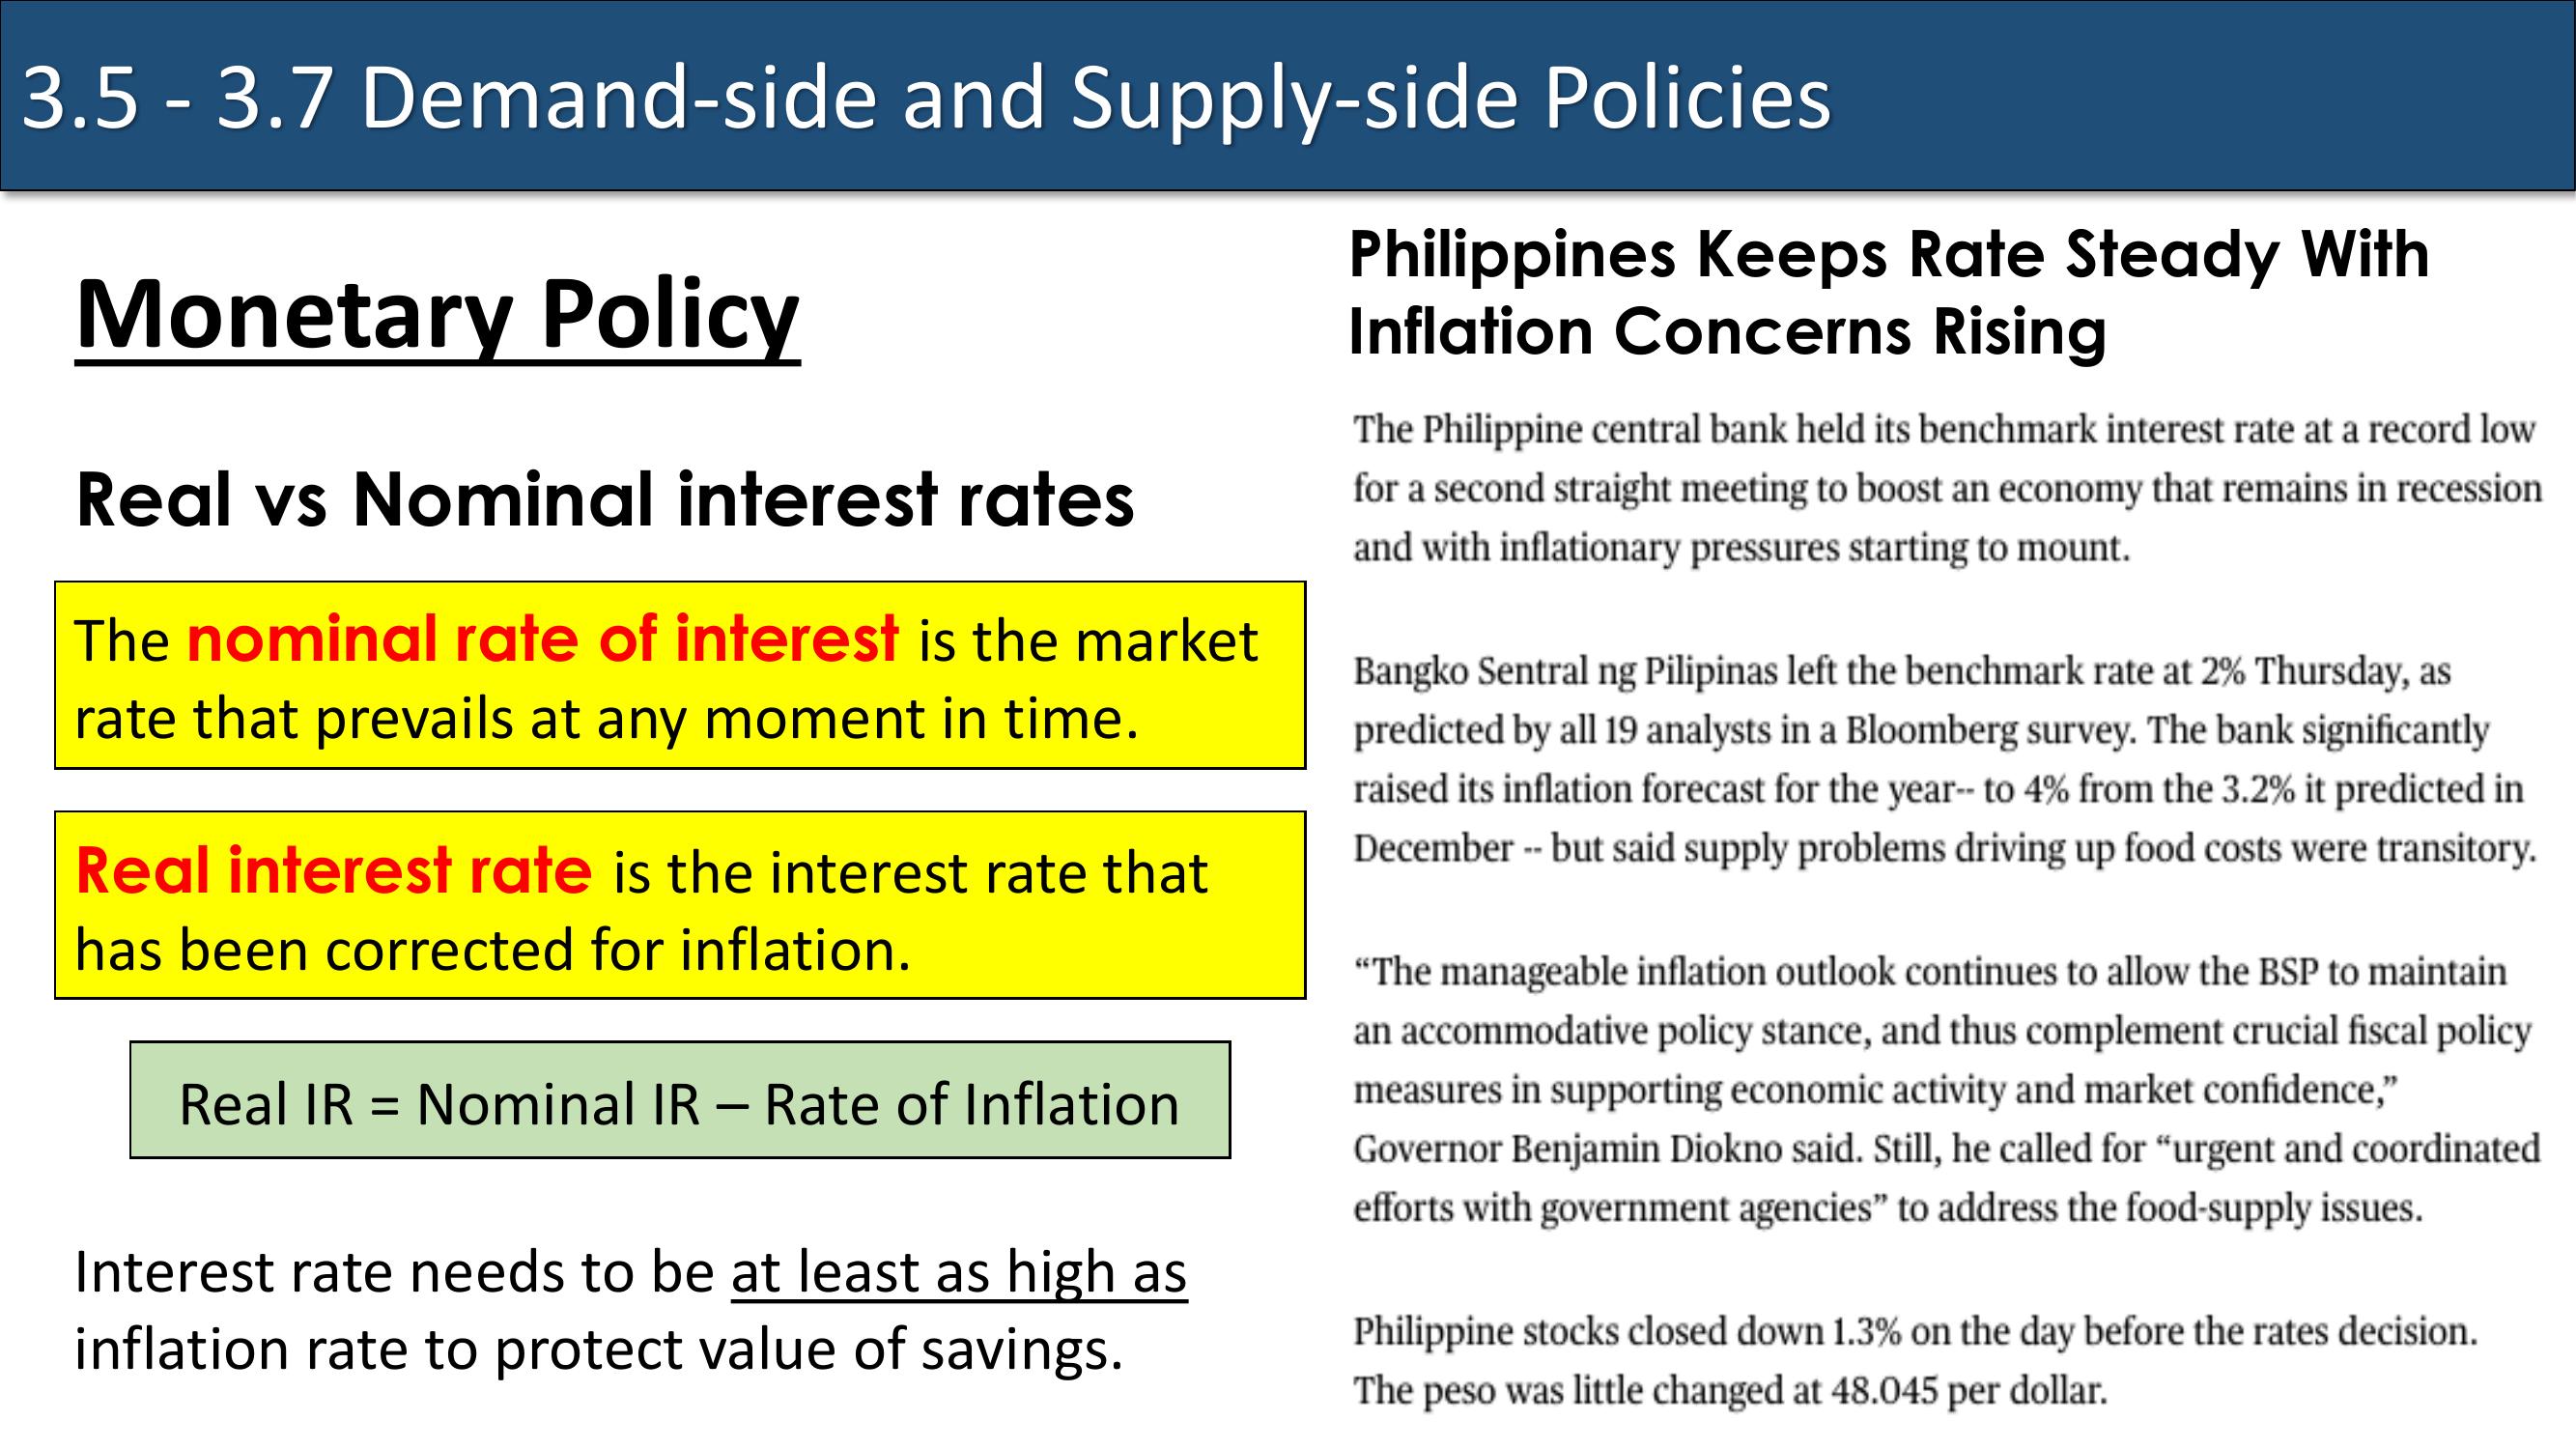 3.5 - 3.7 Demand-side and Supply-side Policies
Monetary Policy
Real vs Nominal interest rates
The nominal rate of interest is the market
rate that prevails at any moment in time.
Real interest rate is the interest rate that
has been corrected for inflation.
Real IR = Nominal IR – Rate of Inflation
Interest rate needs to be at least as high as
inflation rate to protect value of savings.
Philippines Keeps Rate Steady With
Inflation Concerns Rising
The Philippine central bank held its benchmark interest rate at a record low
for a second straight meeting to boost an economy that remains in recession
and with inflationary pressures starting to mount.
Bangko Sentral ng Pilipinas left the benchmark rate at 2% Thursday, as
predicted by all 19 analysts in a Bloomberg survey. The bank significantly
raised its inflation forecast for the year-- to 4% from the 3.2% it predicted in
December -- but said supply problems driving up food costs were transitory.
“The manageable inflation outlook continues to allow the BSP to maintain
an accommodative policy stance, and thus complement crucial fiscal policy
measures in supporting economic activity and market confidence,”
Governor Benjamin Diokno said. Still, he called for “urgent and coordinated
efforts with government agencies” to address the food-supply issues.
Philippine stocks closed down 1.3% on the day before the rates decision.
The peso was little changed at 48.045 per dollar.